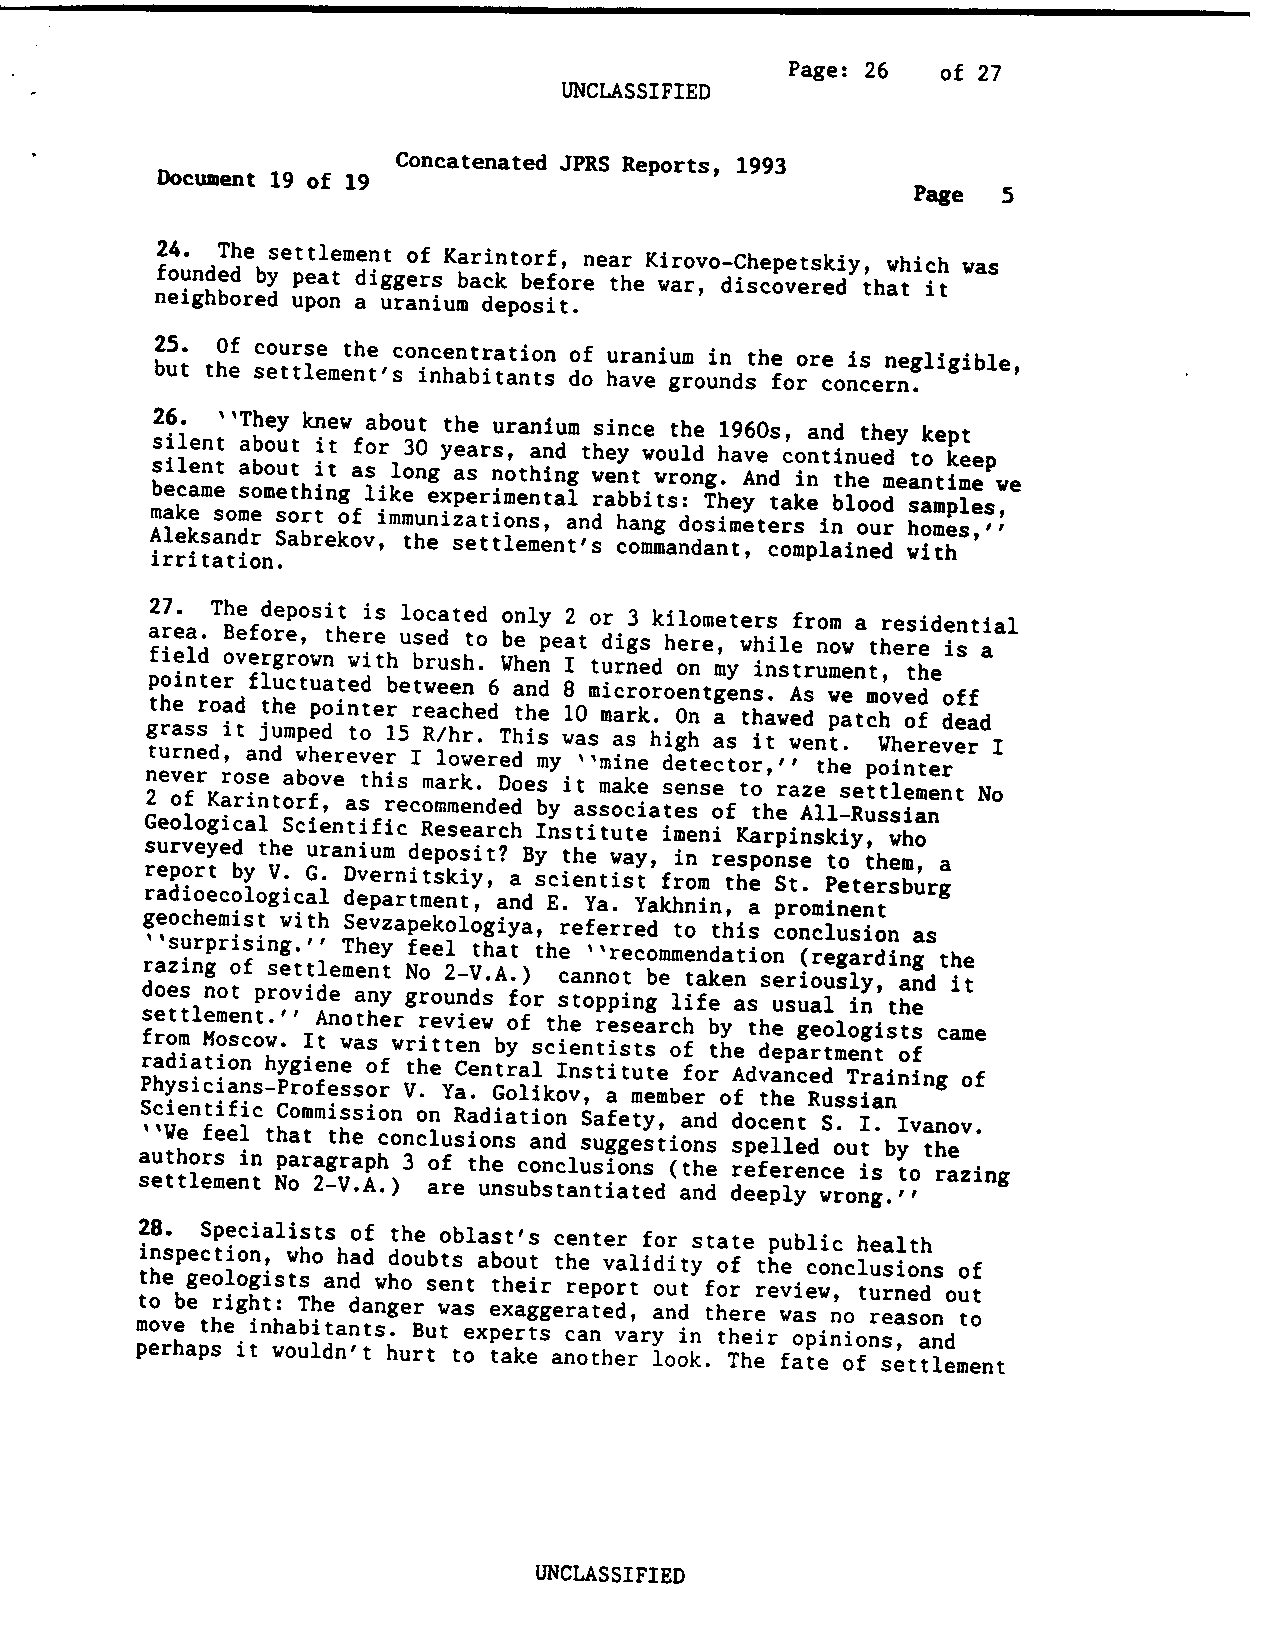 Page: 26 of 27
UNCLASSIFIED
Concatenated JPRS Reports, 1993
Document 19 of 19
Page 5
24. The settlement of Karintorf, near Kirovo-Chepetskiy, which was
founded by peat diggers back before the war, discovered that it
neighbored upon a uranium deposit.
25. Of course the concentration of uranium in the ore is negligible,
but the settlement's inhabitants do have grounds for concern.
26. ‘‘They knew about the uranium since the 1960s, and they kept
silent about it for 30 years, and they would have continued to keep
silent about it as long as nothing went wrong. And in the meantime we
became something like experimental rabbits: They take blood samples,
make some sort of immunizations, and hang dosimeters in our homes,''
Aleksandr Sabrekov, the settlement's commandant, complained with
irritation.
27. The deposit is located only 2 or 3 kilometers from a residential
area. Before, there used to be peat digs here, while now there is a
field overgrown with brush. When I turned on my instrument, the
pointer fluctuated between 6 and 8 microroentgens. As we moved off
the road the pointer reached the 10 mark. On a thawed patch of dead
grass it jumped to 15 R/hr. This was as high as it went. Wherever I
turned, and wherever I lowered my ‘‘mine detector,'' the pointer
never rose above this mark. Does it make sense to raze settlement No
2 of Karintorf, as recommended by associates of the All-Russian
Geological Scientific Research Institute imeni Karpinskiy, who
surveyed the uranium deposit? By the way, in response to them, a
report by V. G. Dvernitskiy, a scientist from the St. Petersburg
radioecological department, and E. Ya. Yakhnin, a prominent
geochemist with Sevzapekologiya, referred to this conclusion as
‘‘surprising.'' They feel that the ‘‘recommendation (regarding the
razing of settlement No 2-V.A.) cannot be taken seriously, and it
does not provide any grounds for stopping life as usual in the
settlement.'' Another review of the research by the geologists came
from Moscow. It was written by scientists of the department of
radiation hygiene of the Central Institute for Advanced Training of
Physicians-Professor V. Ya. Golikov, a member of the Russian
Scientific Commission on Radiation Safety, and docent S. I. Ivanov.
‘‘We feel that the conclusions and suggestions spelled out by the
authors in paragraph 3 of the conclusions (the reference is to razing
settlement No 2-V.A.) are unsubstantiated and deeply wrong.''
28. Specialists of the oblast's center for state public health
inspection, who had doubts about the validity of the conclusions of
the geologists and who sent their report out for review, turned out
to be right: The danger was exaggerated, and there was no reason to
move the inhabitants. But experts can vary in their opinions, and
perhaps it wouldn't hurt to take another look. The fate of settlement
UNCLASSIFIED